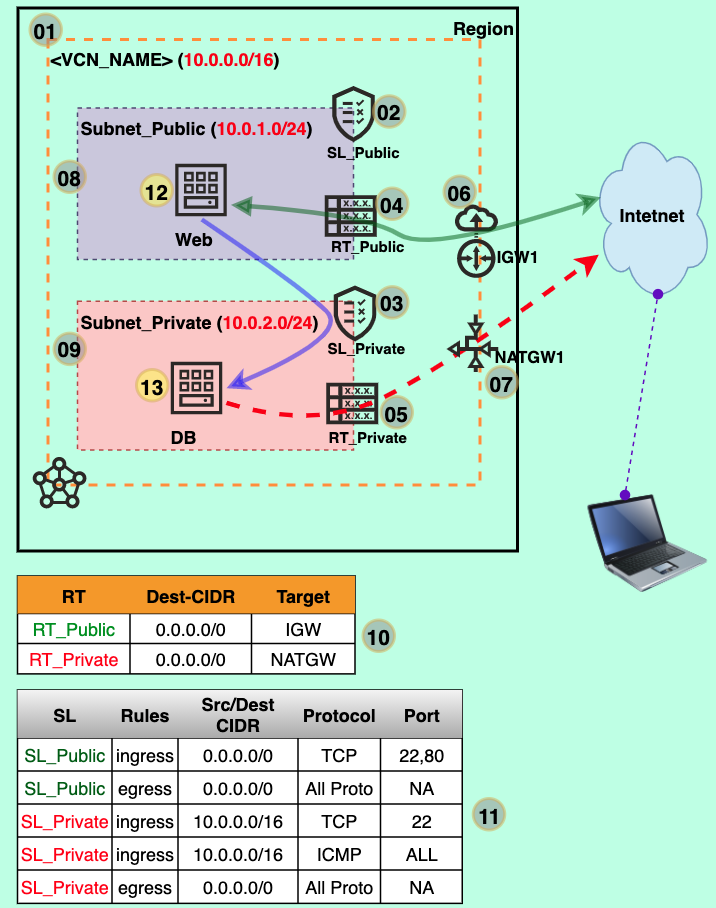 01
Region
<VCN_NAME> (10.0.0.0/16)
02
Subnet_Public (10.0.1.0/24)
SL_Public
08
12
04
06
x.x.x.
x.x.x.
x.x.x.
Web
RT_Public
IGW1
Intetnet
03
Subnet_Private (10.0.2.0/24)
SL_Private
09
NATGW1
07
13
x.x.x.
x.x.x.
x.x.x.
05
DB
RT_Private
RT Dest-CIDR Target
RT_Public 0.0.0.0/0 IGW
RT_Private 0.0.0.0/0 NATGW
10
SL Rules Src/Dest CIDR Protocol Port
SL_Public ingress 0.0.0.0/0 TCP 22,80
SL_Public egress 0.0.0.0/0 All Proto NA
SL_Private ingress 10.0.0.0/16 TCP 22
SL_Private ingress 10.0.0.0/16 ICMP ALL
SL_Private egress 0.0.0.0/0 All Proto NA
11